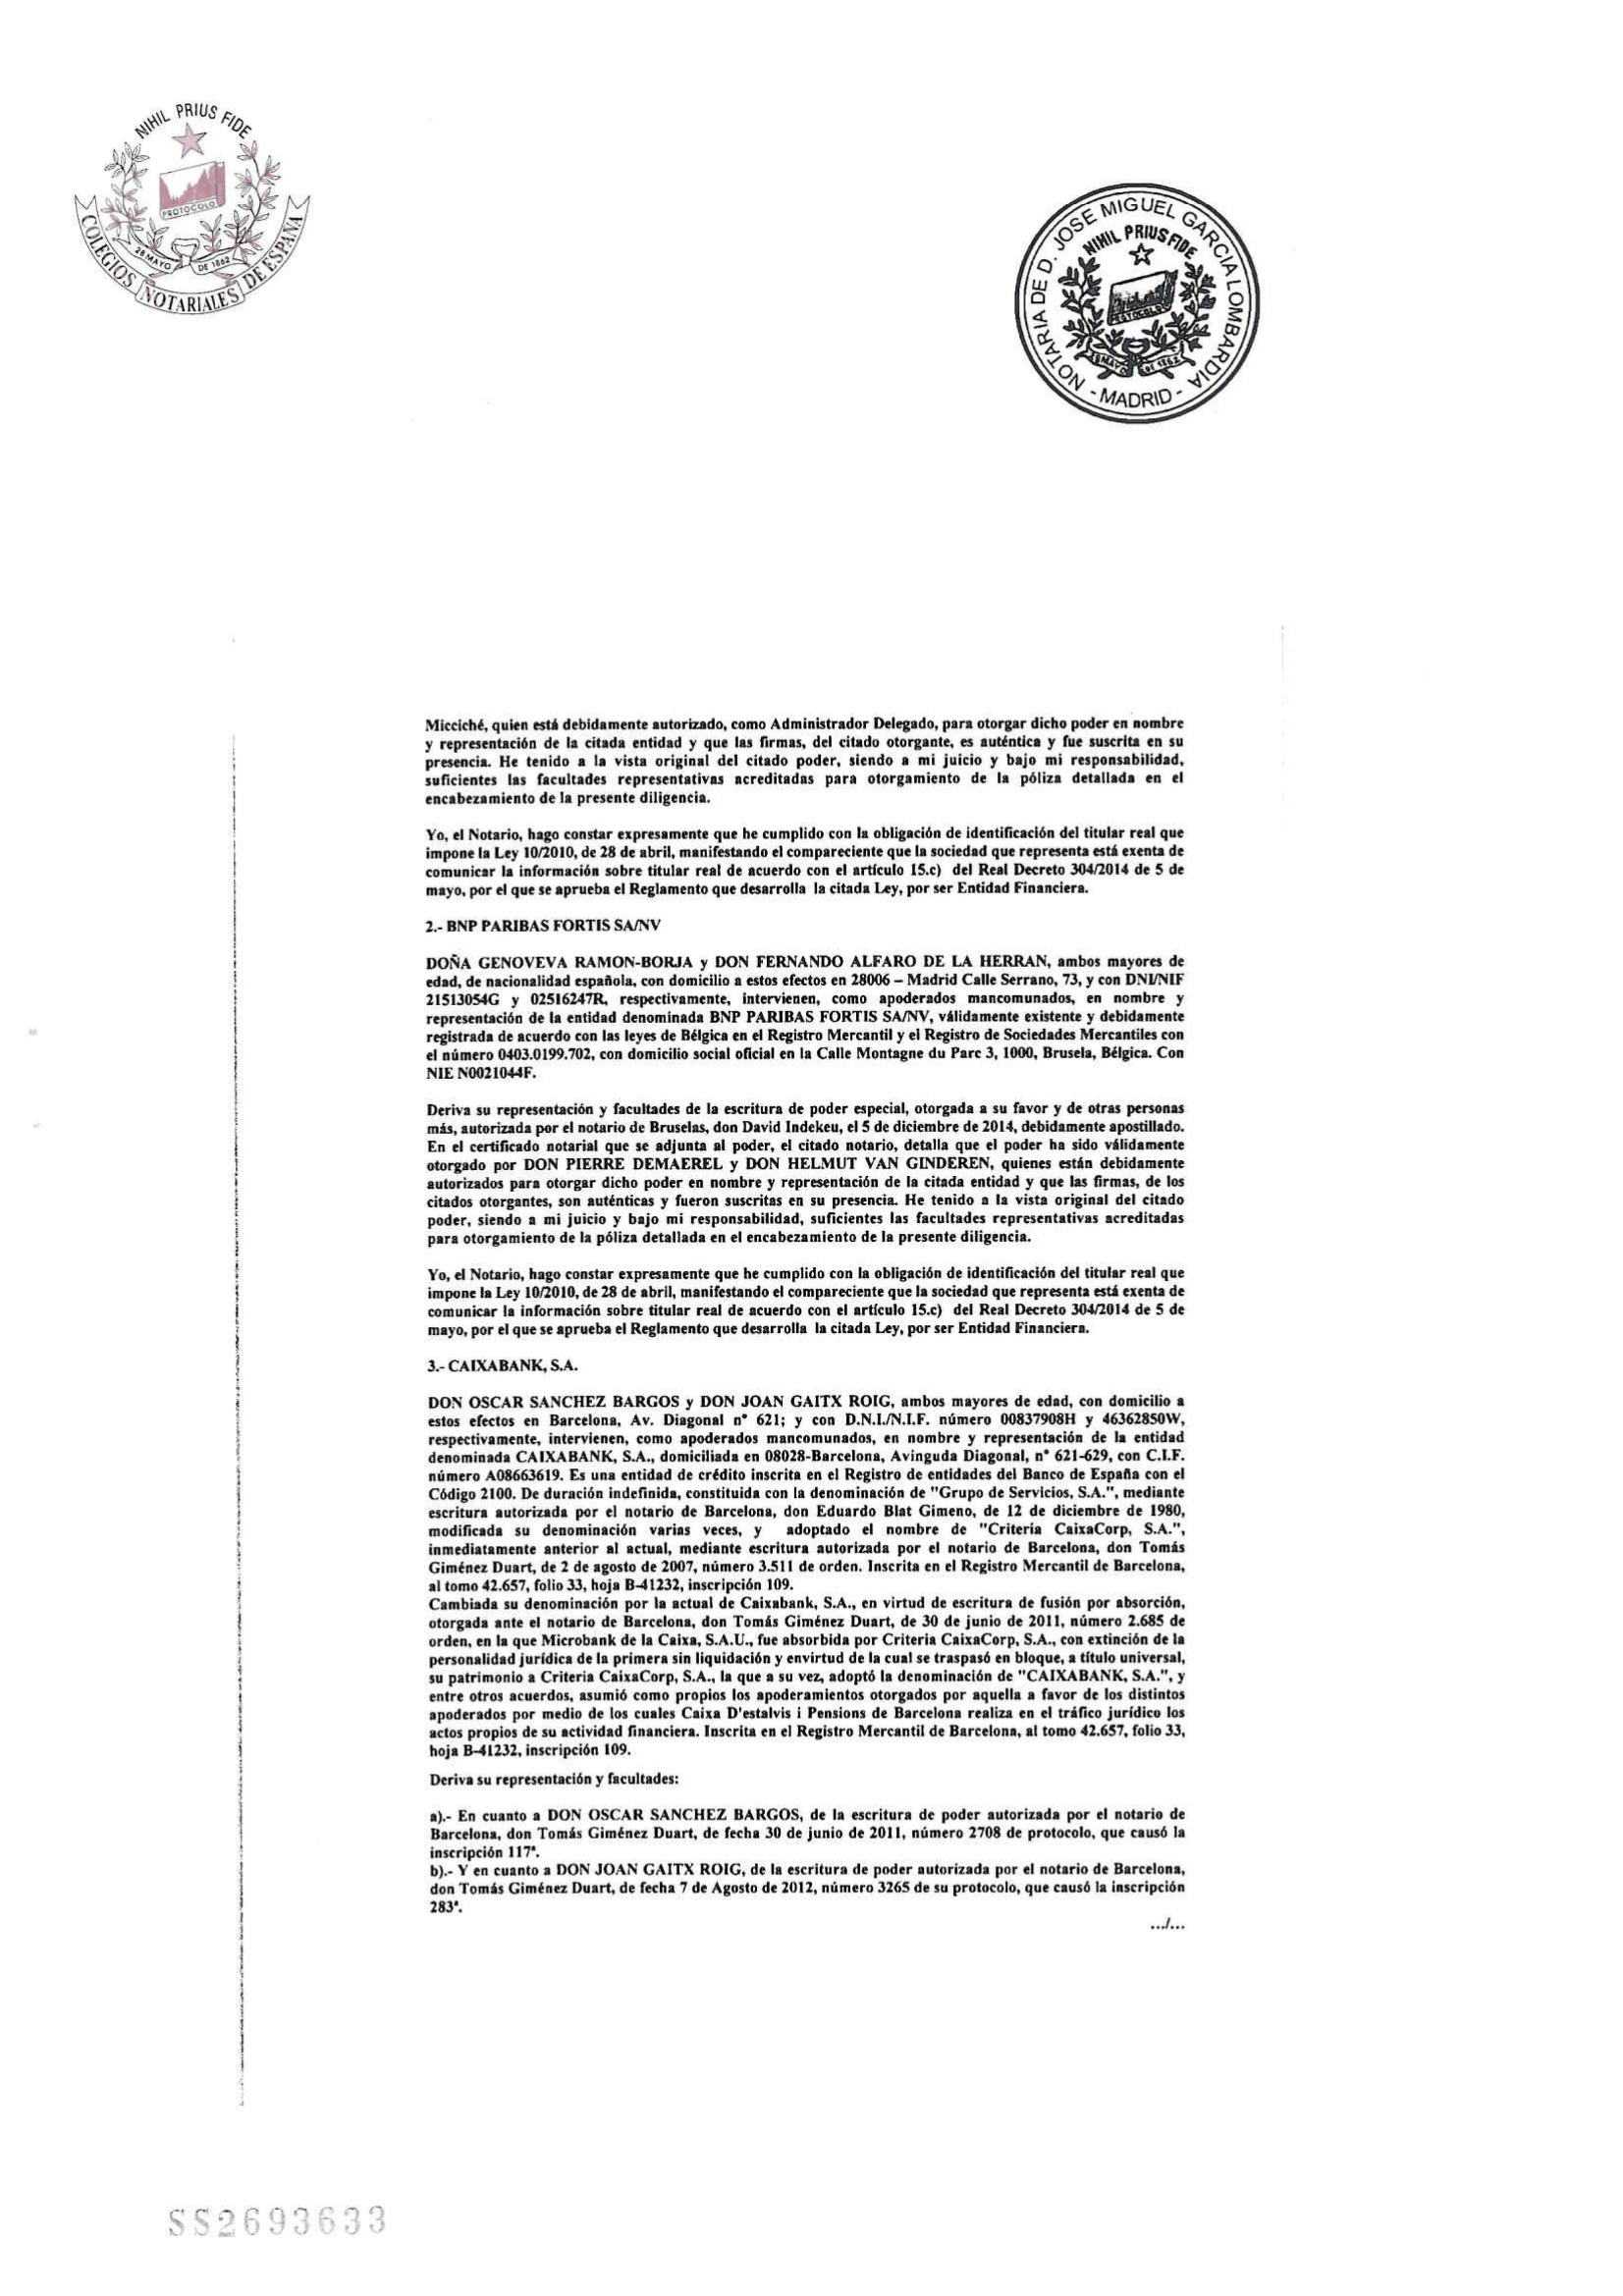 NIHIL PRIUS FIDE
PROTOCOLO
28 MAYO DE 1862
COLEGIOS NOTARIALES DE ESPAÑA
NOTARIA DE D. JOSE MIGUEL GARCIA LOMBARDIA
- MADRID -
NIHIL PRIUS FIDE
PROTOCOLO
MAYO DE 1862
Micciché, quien está debidamente autorizado, como Administrador Delegado, para otorgar dicho poder en nombre
y representación de la citada entidad y que las firmas, del citado otorgante, es auténtica y fue suscrita en su
presencia. He tenido a la vista original del citado poder, siendo a mi juicio y bajo mi responsabilidad,
suficientes las facultades representativas acreditadas para otorgamiento de la póliza detallada en el
encabezamiento de la presente diligencia.
Yo, el Notario, hago constar expresamente que he cumplido con la obligación de identificación del titular real que
impone la Ley 10/2010, de 28 de abril, manifestando el compareciente que la sociedad que representa está exenta de
comunicar la información sobre titular real de acuerdo con el artículo 15.c) del Real Decreto 304/2014 de 5 de
mayo, por el que se aprueba el Reglamento que desarrolla la citada Ley, por ser Entidad Financiera.
2.- BNP PARIBAS FORTIS SA/NV
DOÑA GENOVEVA RAMON-BORJA y DON FERNANDO ALFARO DE LA HERRAN, ambos mayores de
edad, de nacionalidad española, con domicilio a estos efectos en 28006 – Madrid Calle Serrano, 73, y con DNI/NIF
21513054G y 02516247R, respectivamente, intervienen, como apoderados mancomunados, en nombre y
representación de la entidad denominada BNP PARIBAS FORTIS SA/NV, válidamente existente y debidamente
registrada de acuerdo con las leyes de Bélgica en el Registro Mercantil y el Registro de Sociedades Mercantiles con
el número 0403.0199.702, con domicilio social oficial en la Calle Montagne du Parc 3, 1000, Brusela, Bélgica. Con
NIE N0021044F.
Deriva su representación y facultades de la escritura de poder especial, otorgada a su favor y de otras personas
más, autorizada por el notario de Bruselas, don David Indekeu, el 5 de diciembre de 2014, debidamente apostillado.
En el certificado notarial que se adjunta al poder, el citado notario, detalla que el poder ha sido válidamente
otorgado por DON PIERRE DEMAEREL y DON HELMUT VAN GINDEREN, quienes están debidamente
autorizados para otorgar dicho poder en nombre y representación de la citada entidad y que las firmas, de los
citados otorgantes, son auténticas y fueron suscritas en su presencia. He tenido a la vista original del citado
poder, siendo a mi juicio y bajo mi responsabilidad, suficientes las facultades representativas acreditadas
para otorgamiento de la póliza detallada en el encabezamiento de la presente diligencia.
Yo, el Notario, hago constar expresamente que he cumplido con la obligación de identificación del titular real que
impone la Ley 10/2010, de 28 de abril, manifestando el compareciente que la sociedad que representa está exenta de
comunicar la información sobre titular real de acuerdo con el artículo 15.c) del Real Decreto 304/2014 de 5 de
mayo, por el que se aprueba el Reglamento que desarrolla la citada Ley, por ser Entidad Financiera.
3.- CAIXABANK, S.A.
DON OSCAR SANCHEZ BARGOS y DON JOAN GAITX ROIG, ambos mayores de edad, con domicilio a
estos efectos en Barcelona, Av. Diagonal nº 621; y con D.N.I./N.I.F. número 00837908H y 46362850W,
respectivamente, intervienen, como apoderados mancomunados, en nombre y representación de la entidad
denominada CAIXABANK, S.A., domiciliada en 08028-Barcelona, Avinguda Diagonal, nº 621-629, con C.I.F.
número A08663619. Es una entidad de crédito inscrita en el Registro de entidades del Banco de España con el
Código 2100. De duración indefinida, constituida con la denominación de "Grupo de Servicios, S.A.", mediante
escritura autorizada por el notario de Barcelona, don Eduardo Blat Gimeno, de 12 de diciembre de 1980,
modificada su denominación varias veces, y adoptado el nombre de "Criteria CaixaCorp, S.A.",
inmediatamente anterior al actual, mediante escritura autorizada por el notario de Barcelona, don Tomás
Giménez Duart, de 2 de agosto de 2007, número 3.511 de orden. Inscrita en el Registro Mercantil de Barcelona,
al tomo 42.657, folio 33, hoja B-41232, inscripción 109.
Cambiada su denominación por la actual de Caixabank, S.A., en virtud de escritura de fusión por absorción,
otorgada ante el notario de Barcelona, don Tomás Giménez Duart, de 30 de junio de 2011, número 2.685 de
orden, en la que Microbank de la Caixa, S.A.U., fue absorbida por Criteria CaixaCorp, S.A., con extinción de la
personalidad jurídica de la primera sin liquidación y envirtud de la cual se traspasó en bloque, a título universal,
su patrimonio a Criteria CaixaCorp, S.A., la que a su vez, adoptó la denominación de "CAIXABANK, S.A.", y
entre otros acuerdos, asumió como propios los apoderamientos otorgados por aquella a favor de los distintos
apoderados por medio de los cuales Caixa D'estalvis i Pensions de Barcelona realiza en el tráfico jurídico los
actos propios de su actividad financiera. Inscrita en el Registro Mercantil de Barcelona, al tomo 42.657, folio 33,
hoja B-41232, inscripción 109.
Deriva su representación y facultades:
a).- En cuanto a DON OSCAR SANCHEZ BARGOS, de la escritura de poder autorizada por el notario de
Barcelona, don Tomás Giménez Duart, de fecha 30 de junio de 2011, número 2708 de protocolo, que causó la
inscripción 117ª.
b).- Y en cuanto a DON JOAN GAITX ROIG, de la escritura de poder autorizada por el notario de Barcelona,
don Tomás Giménez Duart, de fecha 7 de Agosto de 2012, número 3265 de su protocolo, que causó la inscripción
283ª.
.../...
SS2693633